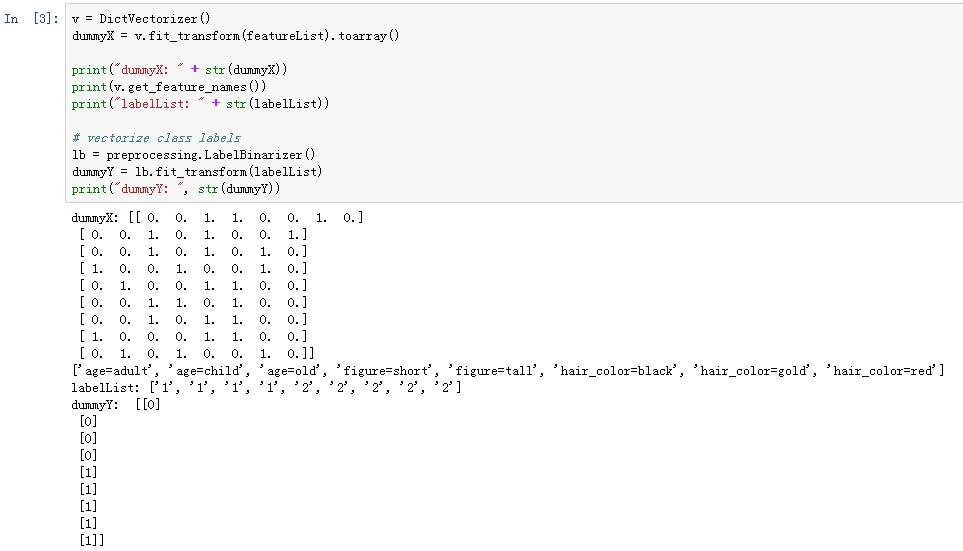 In [3]: v = DictVectorizer()
dummyX = v.fit_transform(featureList).toarray()
print("dummyX: " + str(dummyX))
print(v.get_feature_names())
print("labelList: " + str(labelList))
# vectorize class labels
lb = preprocessing.LabelBinarizer()
dummyY = lb.fit_transform(labelList)
print("dummyY: ", str(dummyY))
dummyX: [[ 0. 0. 1. 1. 0. 0. 1. 0.]
[ 0. 0. 1. 0. 1. 0. 0. 1.]
[ 0. 0. 1. 0. 1. 0. 1. 0.]
[ 1. 0. 0. 1. 0. 0. 1. 0.]
[ 0. 1. 0. 0. 1. 1. 0. 0.]
[ 0. 0. 1. 1. 0. 1. 0. 0.]
[ 0. 0. 1. 0. 1. 1. 0. 0.]
[ 1. 0. 0. 0. 1. 1. 0. 0.]
[ 0. 1. 0. 1. 0. 0. 1. 0.]]
['age=adult', 'age=child', 'age=old', 'figure=short', 'figure=tall', 'hair_color=black', 'hair_color=gold', 'hair_color=red']
labelList: ['1', '1', '1', '1', '2', '2', '2', '2', '2']
dummyY:  [[0]
[0]
[0]
[0]
[1]
[1]
[1]
[1]
[1]]